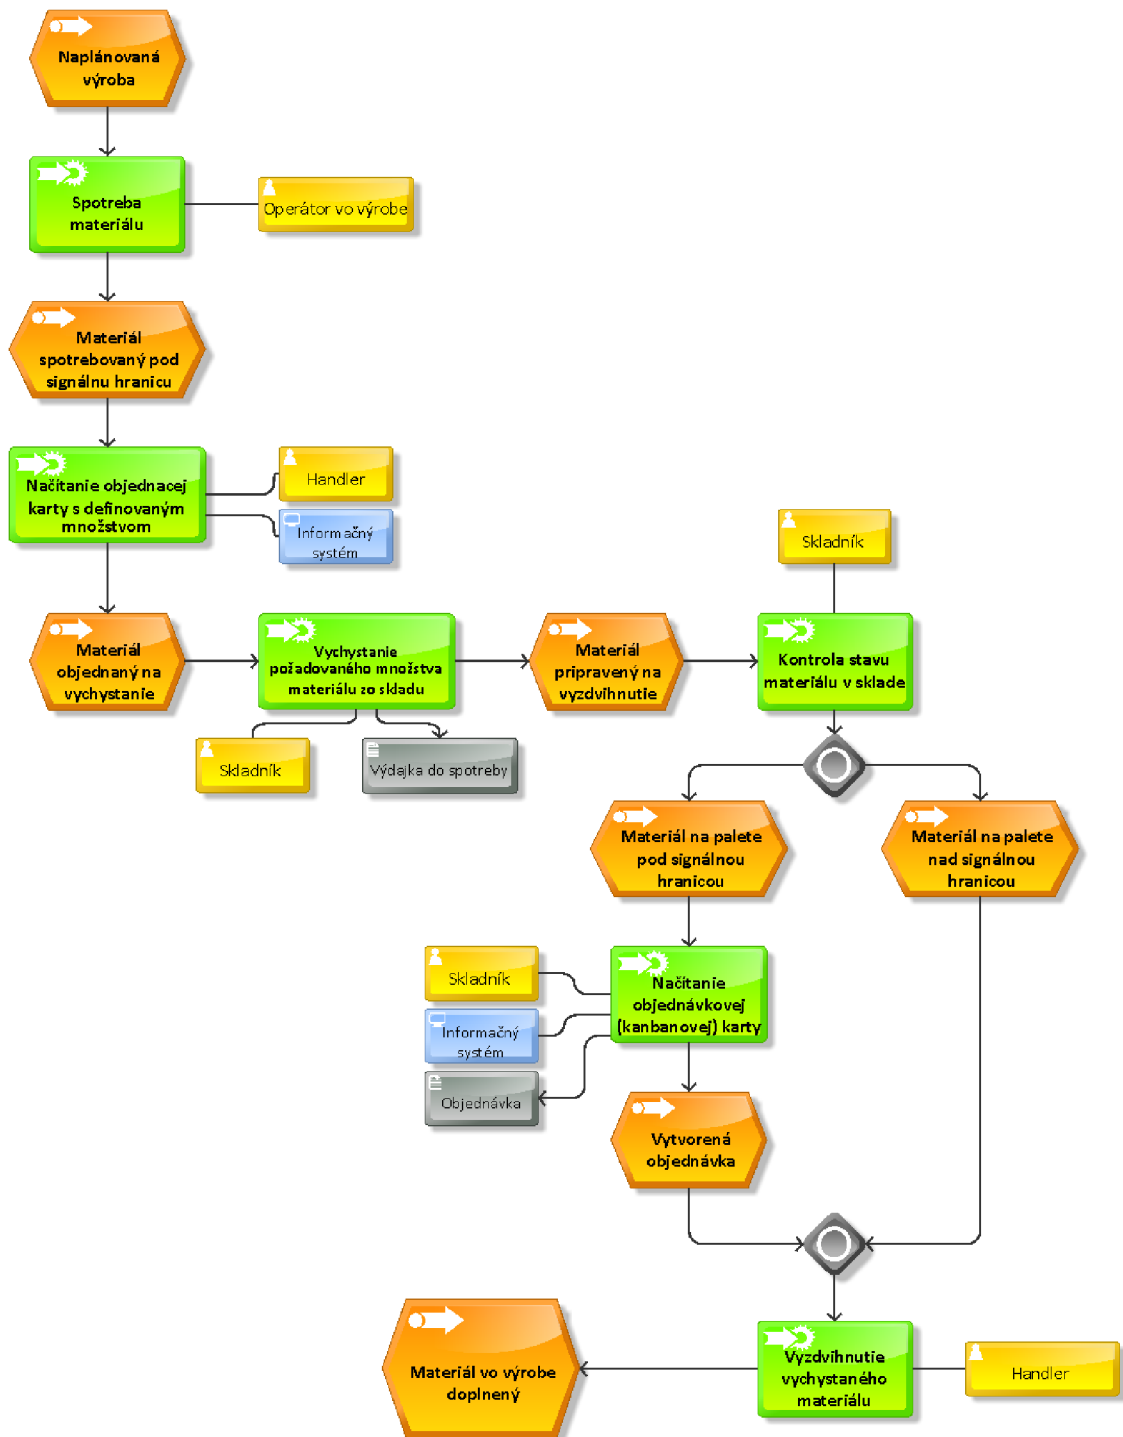 Naplánovaná
výroba
Spotreba
materiálu
Operátor vo výrobe
Materiál
spotrebovaný pod
signálnu hranicu
Načítanie objednacej
karty s definovaným
množstvom
Handler
Informačný
systém
Skladník
Materiál
objednaný na
vychystanie
Vychystanie
požadovaného množstva
materiálu zo skladu
Materiál
pripravený na
vyzdvihnutie
Kontrola stavu
materiálu v sklade
Skladník
Výdajka do spotreby
Materiál na palete
pod signálnou
hranicou
Materiál na palete
nad signálnou
hranicou
Skladník
Informačný
systém
Objednávka
Načítanie
objednávkovej
(kanbanovej) karty
Vytvorená
objednávka
Materiál vo výrobe
doplnený
Vyzdvihnutie
vychystaného
materiálu
Handler